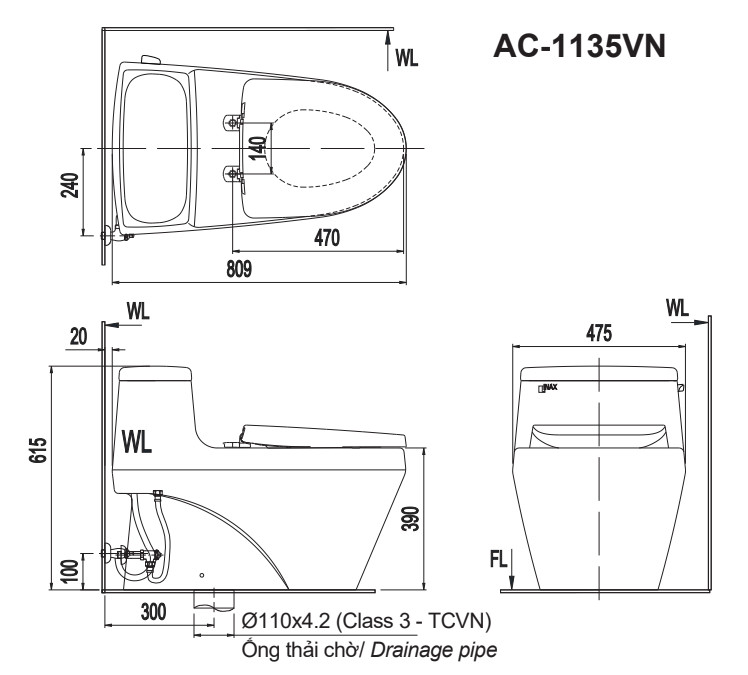 AC-1135VN
WL
140
240
470
809
WL
20
WL
475
INAX
WL
615
390
100
FL
300
Ø110x4.2 (Class 3 - TCVN)
Ống thải chờ/ Drainage pipe